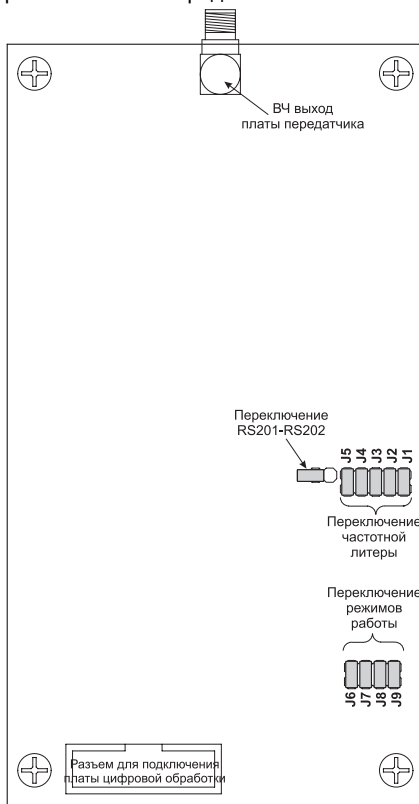 ВЧ выход
платы передатчика
Переключение
RS201-RS202
J5
J4
J3
J2
J1
Переключение
частотной
литеры
Переключение
режимов
работы
J6
J7
J8
J9
Разъем для подключения
платы цифровой обработки